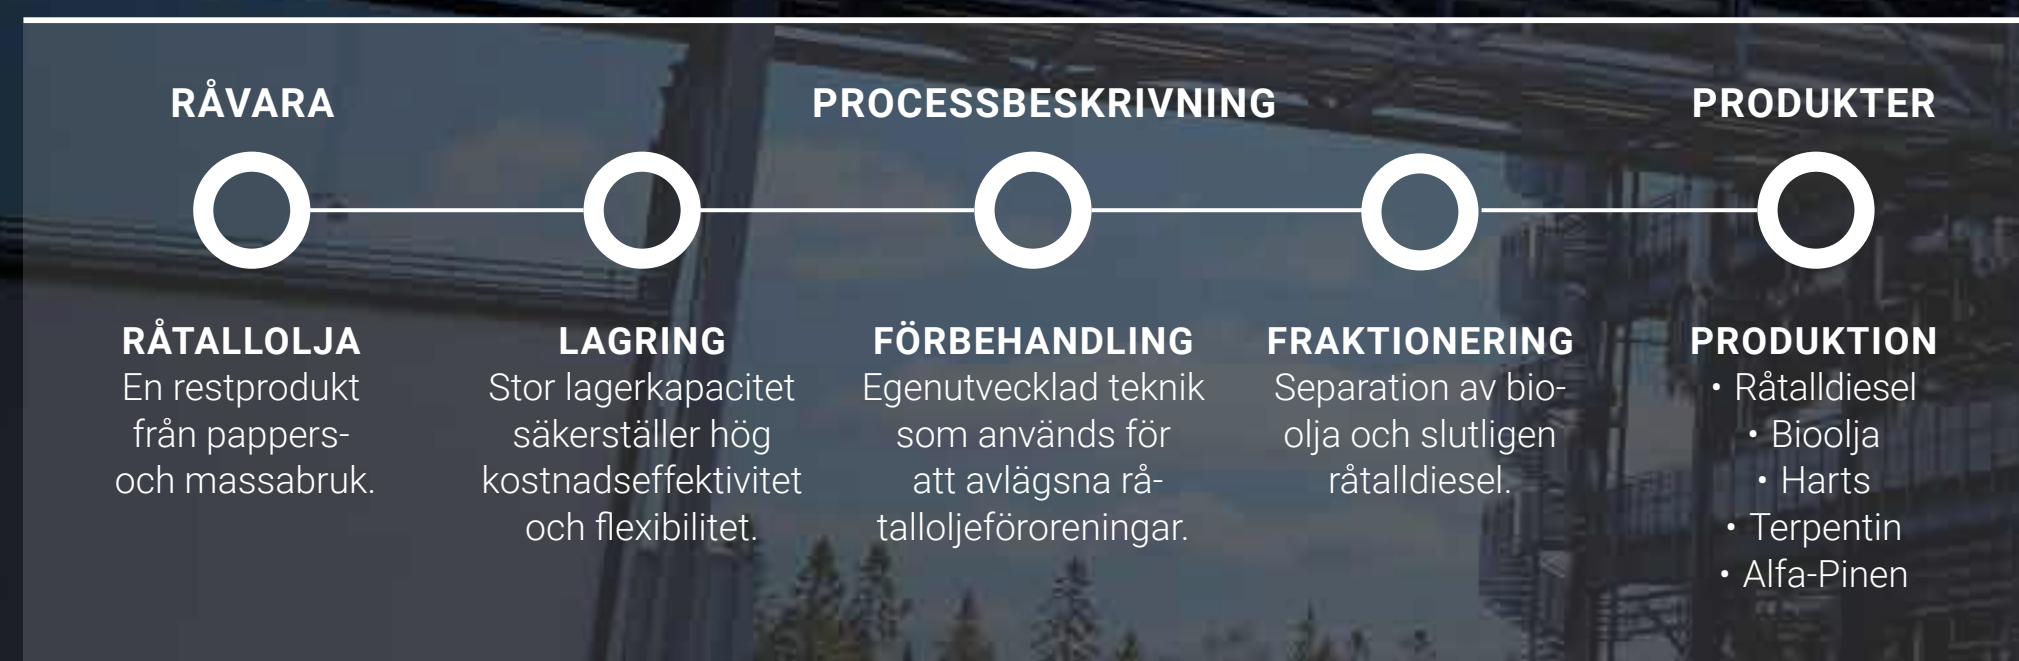 RÅVARA
PROCESSBESKRIVNING
PRODUKTER
RÅTALLOLJA
En restprodukt
från pappers-
och massabruk.
LAGRING
Stor lagerkapacitet
säkerställer hög
kostnadseffektivitet
och flexibilitet.
FÖRBEHANDLING
Egenutvecklad teknik
som används för
att avlägsna rå-
talloljeföroreningar.
FRAKTIONERING
Separation av bio-
olja och slutligen
råtalldiesel.
PRODUKTION
• Råtalldiesel
• Bioolja
• Harts
• Terpentin
• Alfa-Pinen